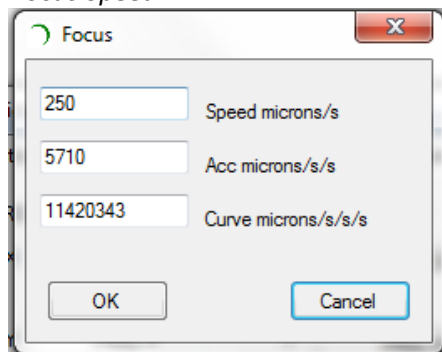 Focus
250
Speed microns/s
5710
Acc microns/s/s
11420343
Curve microns/s/s/s
OK
Cancel